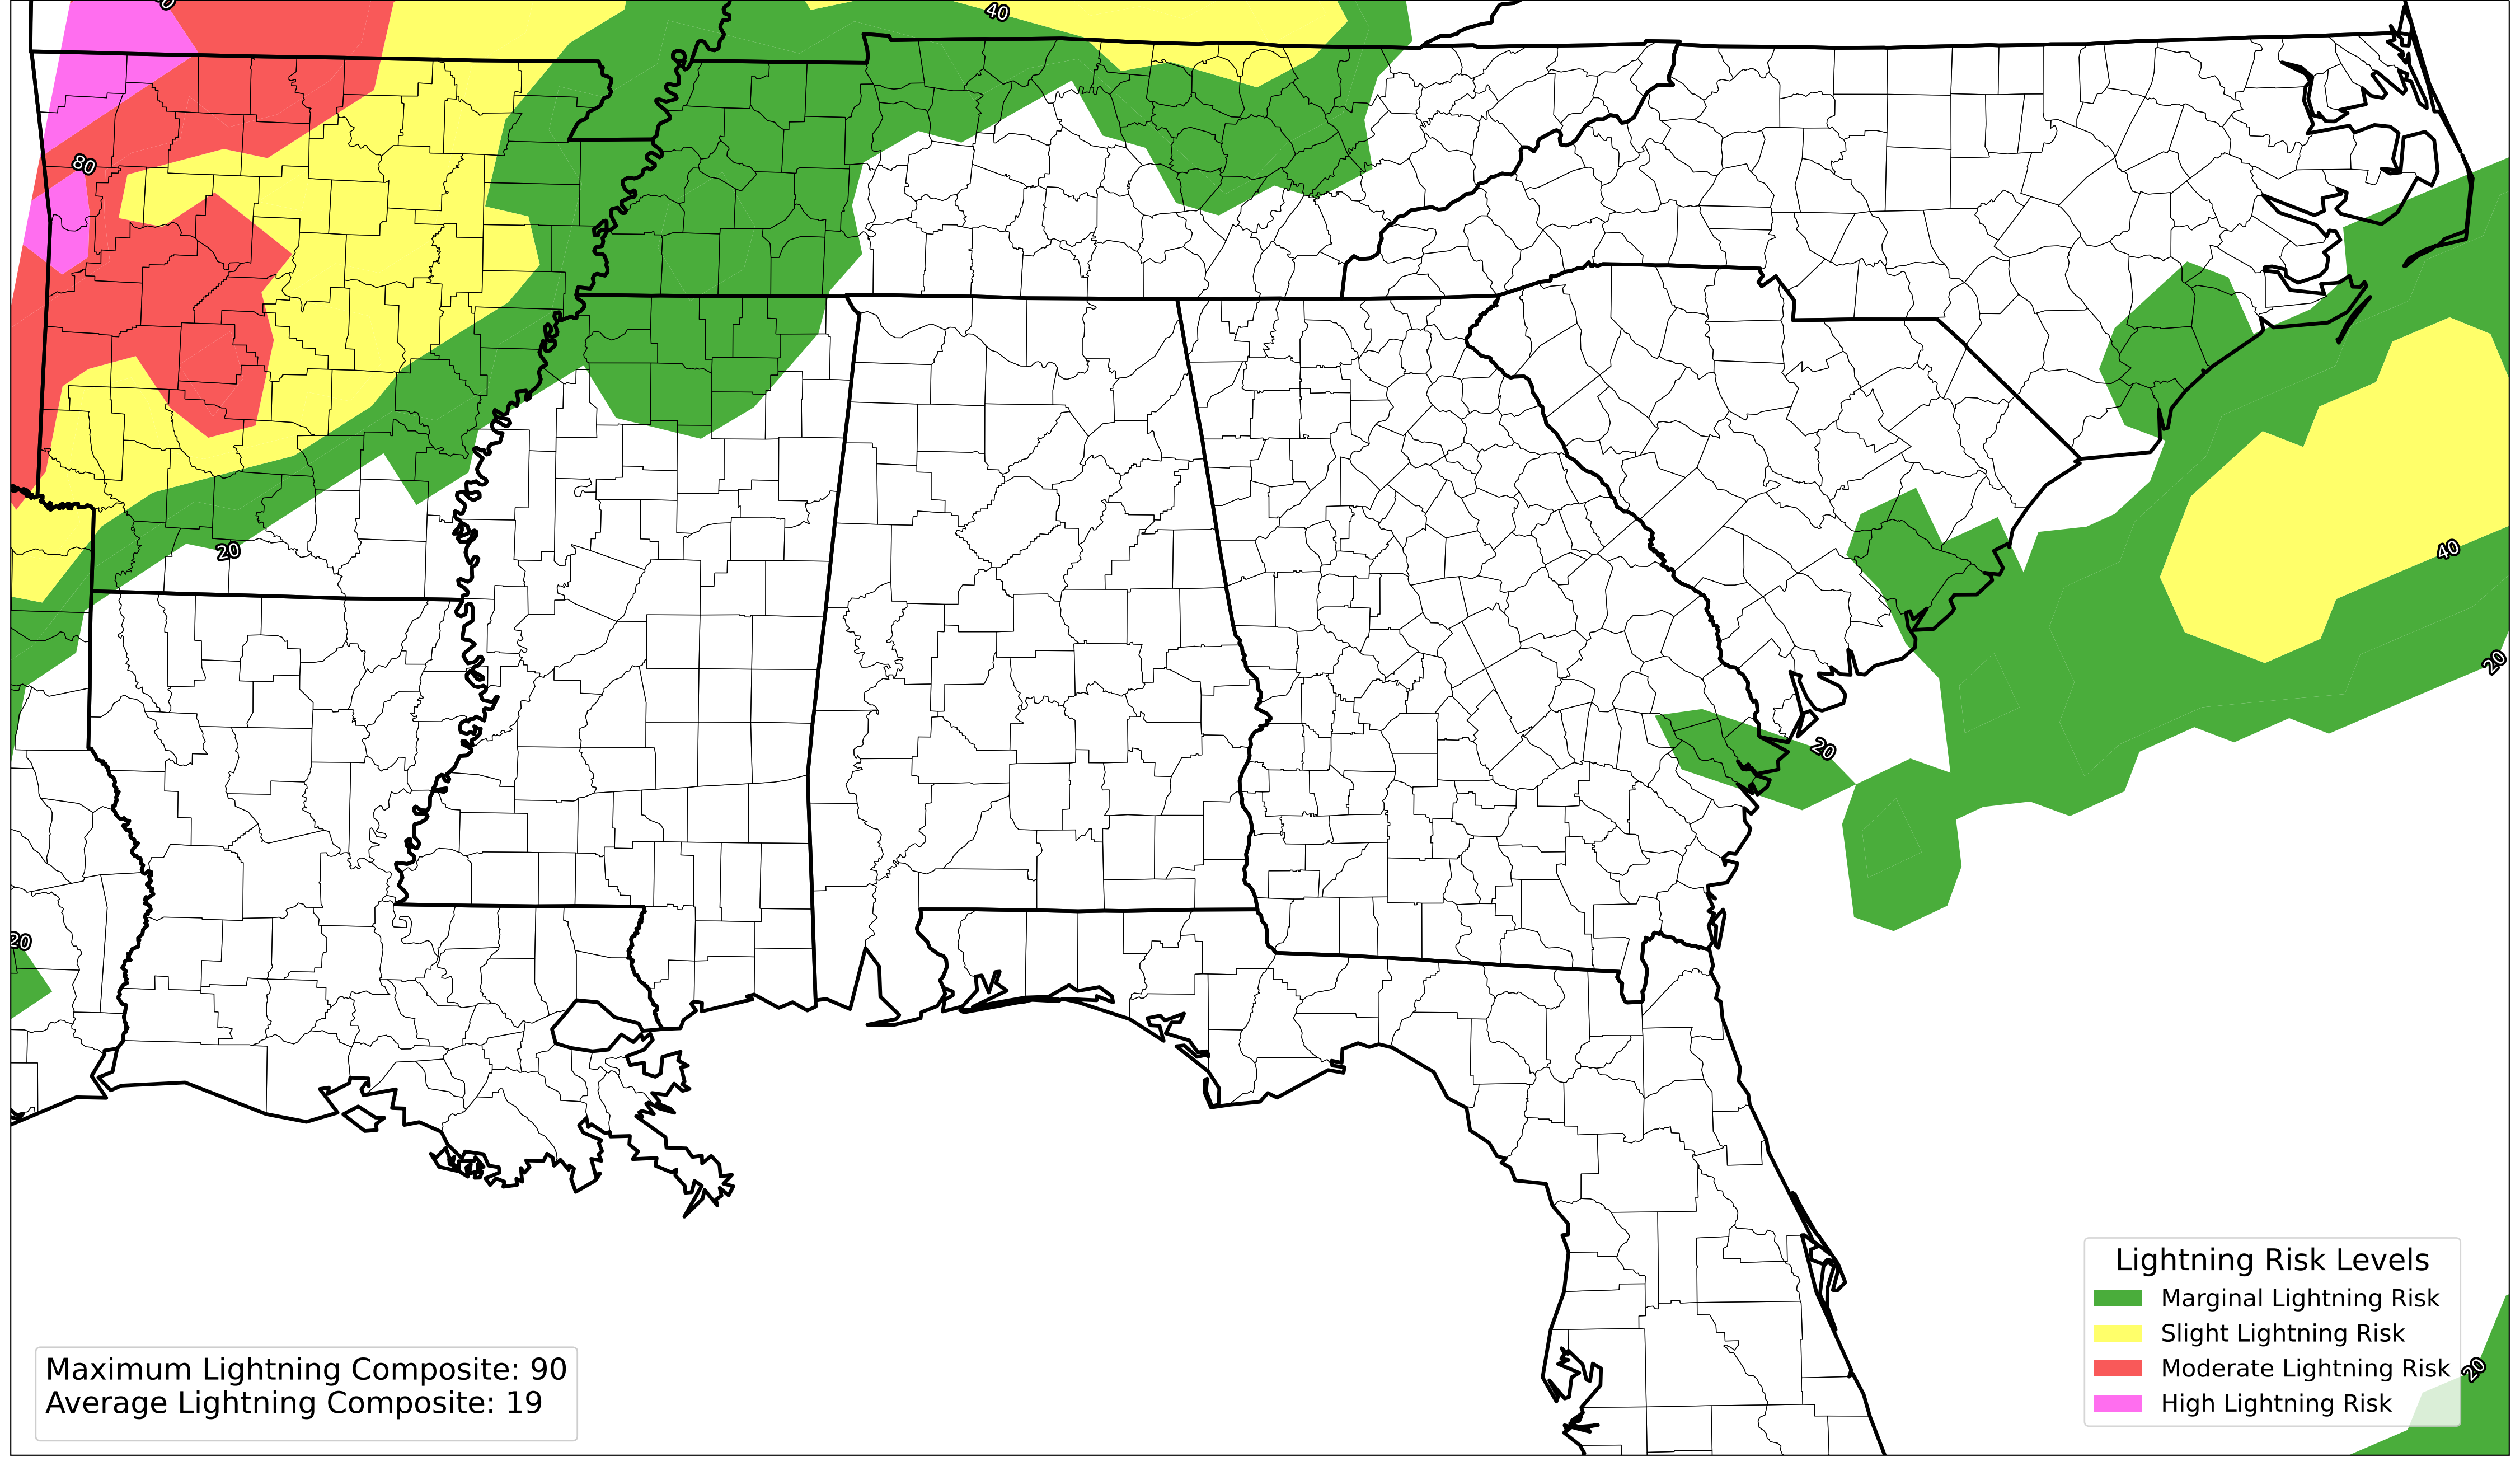 40
80
20
40
20
20
20
Lightning Risk Levels
Marginal Lightning Risk
Slight Lightning Risk
Moderate Lightning Risk
High Lightning Risk
Maximum Lightning Composite: 90
Average Lightning Composite: 19
20